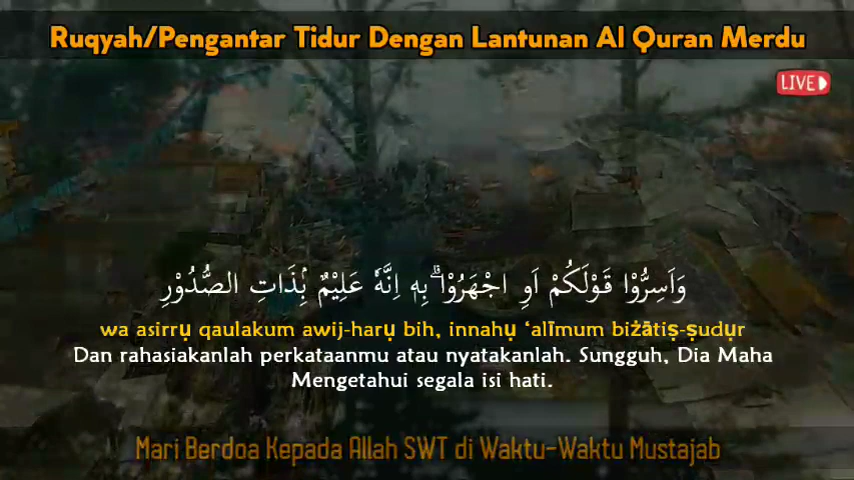 Ruqyah/Pengantar Tidur Dengan Lantunan Al Quran Merdu
LIVE
وَاَسِرُّوْا قَوْلَكُمْ اَوِ اجْهَرُوْا بِهٖۗ اِنَّهٗ عَلِيْمٌ ۢبِذَاتِ الصُّدُوْرِ
wa asirrụ qaulakum awij-harụ bih, innahụ ‘alīmum biżātiṣ-ṣudụr
Dan rahasiakanlah perkataanmu atau nyatakanlah. Sungguh, Dia Maha
Mengetahui segala isi hati.
Mari Berdoa Kepada Allah SWT di Waktu-Waktu Mustajab